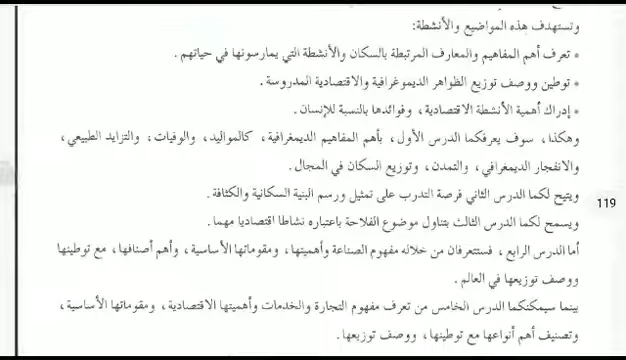 وتستهدف هذه المواضيع والأنشطة:
* تعرف أهم المفاهيم والمعارف المرتبطة بالسكان والأنشطة التي يمارسونها في حياتهم.
* توطين ووصف توزيع الظواهر الديموغرافية والاقتصادية المدروسة.
* إدراك أهمية الأنشطة الاقتصادية، وفوائدها بالنسبة للإنسان.
وهكذا، سوف يعرفكما الدرس الأول، بأهم المفاهيم الديمغرافية، كالمواليد، والوفيات، والتزايد الطبيعي،
والانفجار الديمغرافي، والتمدن، وتوزيع السكان في المجال.
ويتيح لكما الدرس الثاني فرصة التدرب على تمثيل ورسم البنية السكانية والكثافة.
ويسمح لكما الدرس الثالث بتناول موضوع الفلاحة باعتباره نشاطا اقتصاديا مهما.
أما الدرس الرابع، فستتعرفان من خلاله مفهوم الصناعة وأهميتها، ومقوماتها الأساسية، وأهم أصنافها، مع توطينها
ووصف توزيعها في العالم.
بينما سيمكنكما الدرس الخامس من تعرف مفهوم التجارة والخدمات وأهميتها الاقتصادية، ومقوماتها الأساسية،
وتصنيف أهم أنواعها مع توطينها، ووصف توزيعها.
119